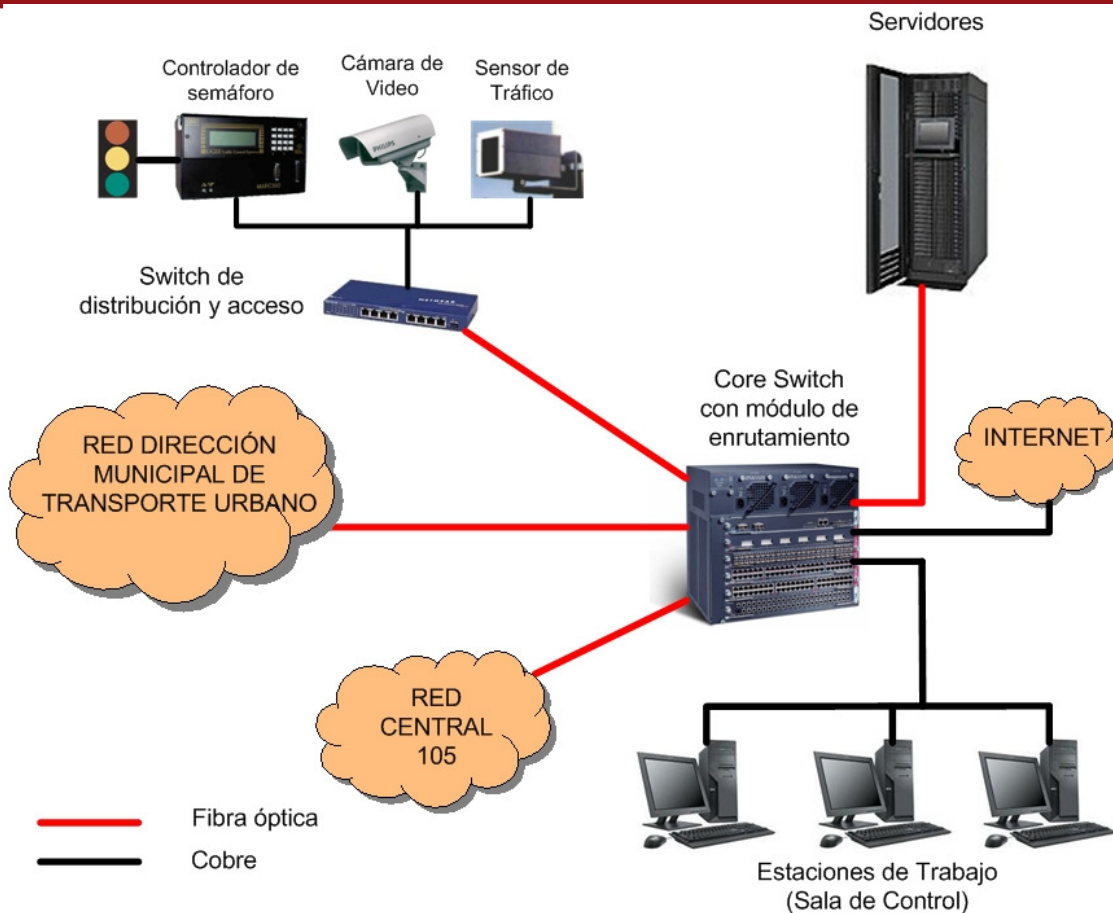 Servidores
Controlador de
semáforo
Cámara de
Video
Sensor de
Tráfico
PHILIPS
Switch de
distribución y acceso
NETGEAR
Core Switch
con módulo de
enrutamiento
INTERNET
RED DIRECCIÓN
MUNICIPAL DE
TRANSPORTE URBANO
RED
CENTRAL
105
Fibra óptica
Cobre
Estaciones de Trabajo
(Sala de Control)